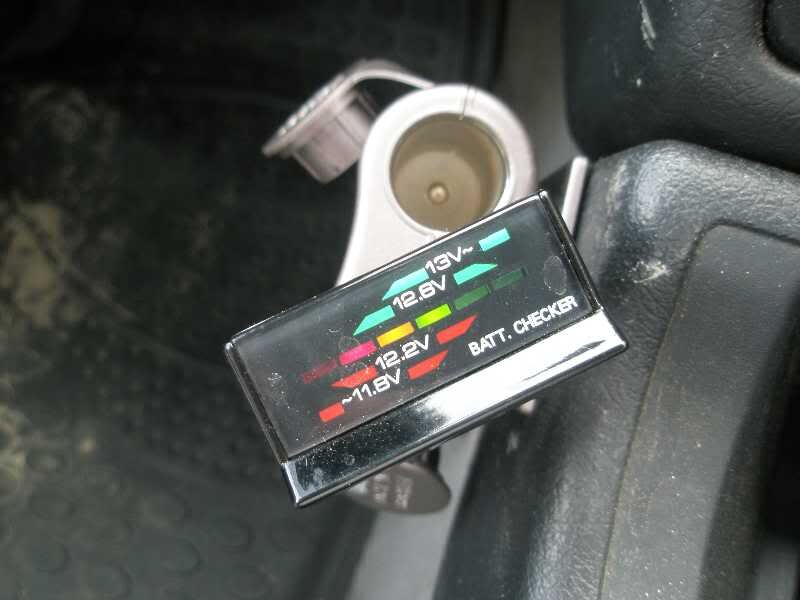 13V~
12.6V
12.2V
~11.8V
BATT. CHECKER